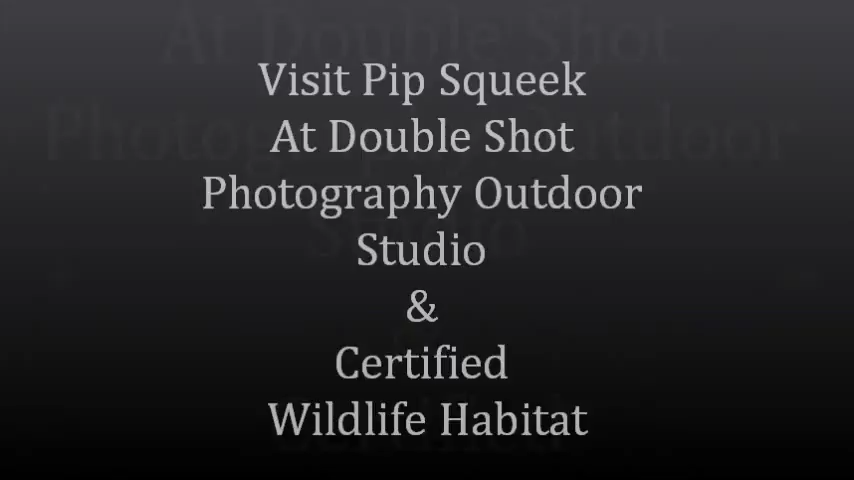 Visit Pip Squeek
At Double Shot
Photography Outdoor
Studio
&
Certified
Wildlife Habitat